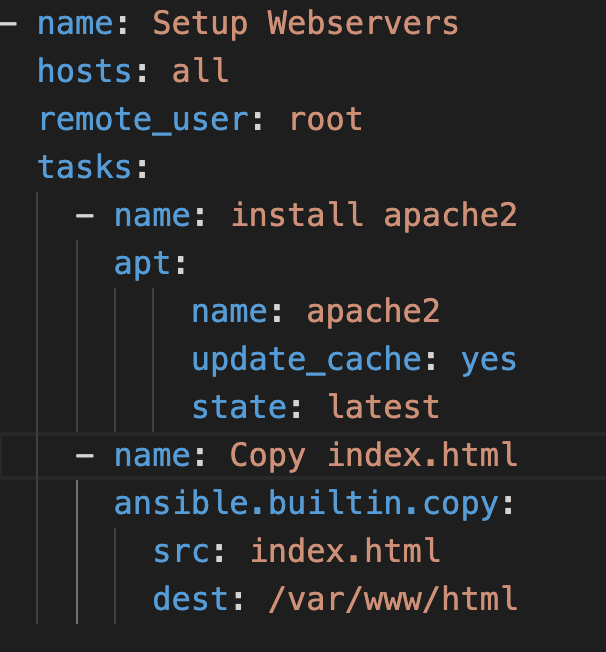 - name: Setup Webservers
  hosts: all
  remote_user: root
  tasks:
    - name: install apache2
      apt:
          name: apache2
          update_cache: yes
          state: latest
    - name: Copy index.html
      ansible.builtin.copy:
        src: index.html
        dest: /var/www/html